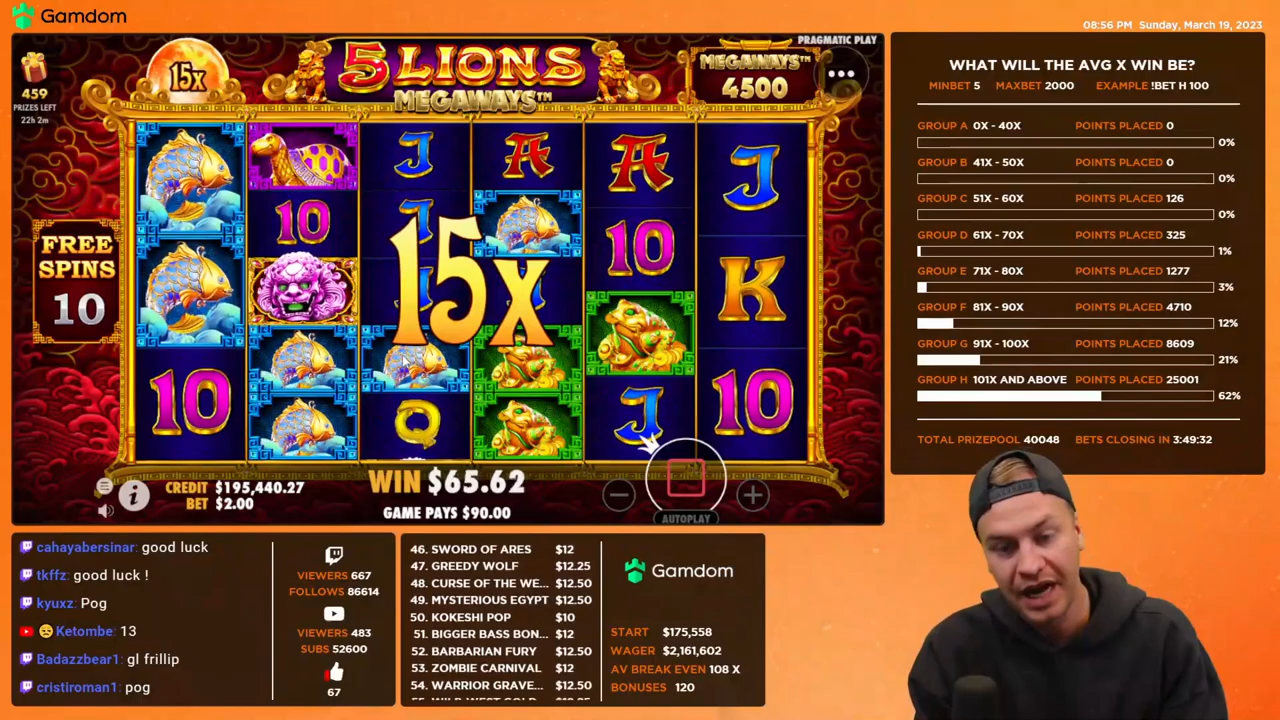 Gamdom
08:56 PM Sunday, March 19, 2023
PRAGMATIC PLAY
459
PRIZES LEFT
22h 2m
15x
5 LIONS
MEGAWAYS™
MEGAWAYS™
4500
FREE
SPINS
10
J
A
A
J
10
J
10
K
15x
10
Q
J
10
CREDIT $195,440.27
BET $2.00
WIN $65.62
GAME PAYS $90.00
AUTOPLAY
WHAT WILL THE AVG X WIN BE?
MINBET 5 MAXBET 2000 EXAMPLE !BET H 100
GROUP A 0X - 40X POINTS PLACED 0
0%
GROUP B 41X - 50X POINTS PLACED 0
0%
GROUP C 51X - 60X POINTS PLACED 126
0%
GROUP D 61X - 70X POINTS PLACED 325
1%
GROUP E 71X - 80X POINTS PLACED 1277
3%
GROUP F 81X - 90X POINTS PLACED 4710
12%
GROUP G 91X - 100X POINTS PLACED 8609
21%
GROUP H 101X AND ABOVE POINTS PLACED 25001
62%
TOTAL PRIZEPOOL 40048 BETS CLOSING IN 3:49:32
cahayabersinar: good luck
tkffz: good luck !
kyuxz: Pog
Ketombe: 13
Badazzbear1: gl frillip
cristiroman1: pog
VIEWERS 667
FOLLOWS 86614
VIEWERS 483
SUBS 52600
67
46. SWORD OF ARES $12
47. GREEDY WOLF $12.25
48. CURSE OF THE WE... $12.50
49. MYSTERIOUS EGYPT $12.50
50. KOKESHI POP $10
51. BIGGER BASS BON... $12
52. BARBARIAN FURY $12.50
53. ZOMBIE CARNIVAL $12
54. WARRIOR GRAVE... $12.50
Gamdom
START $175,558
WAGER $2,161,602
AV BREAK EVEN 108 X
BONUSES 120